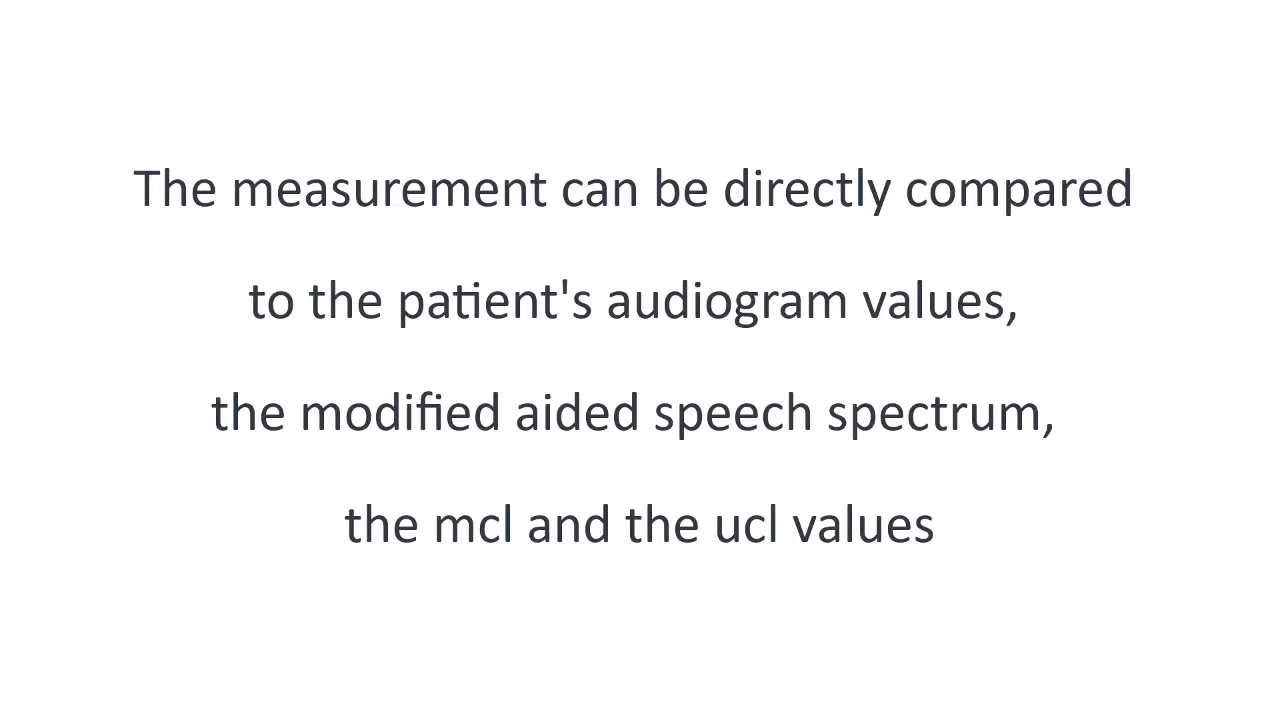 The measurement can be directly compared
to the patient's audiogram values,
the modified aided speech spectrum,
the mcl and the ucl values